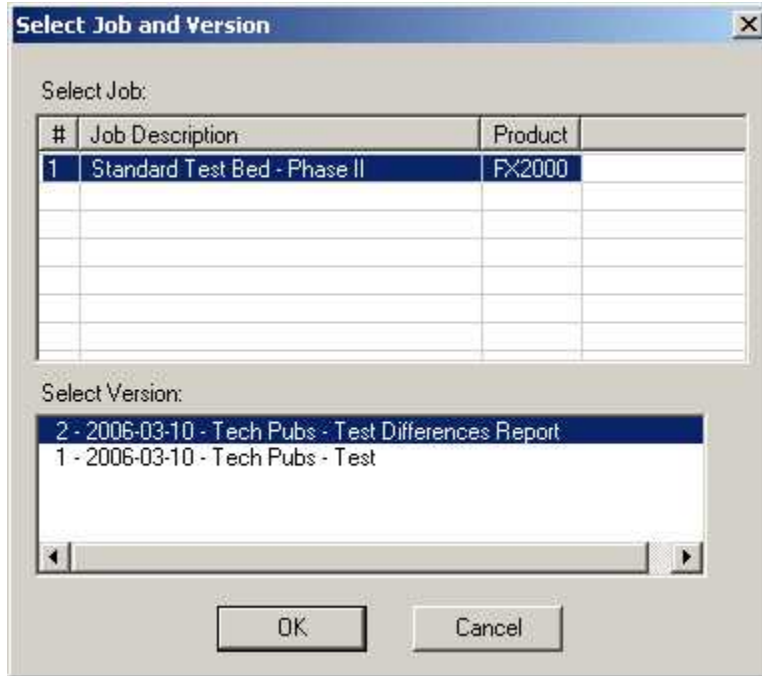 Select Job and Version
Select Job:
# Job Description Product
1 Standard Test Bed - Phase II FX2000
Select Version:
2 - 2006-03-10 - Tech Pubs - Test Differences Report
1 - 2006-03-10 - Tech Pubs - Test
OK Cancel